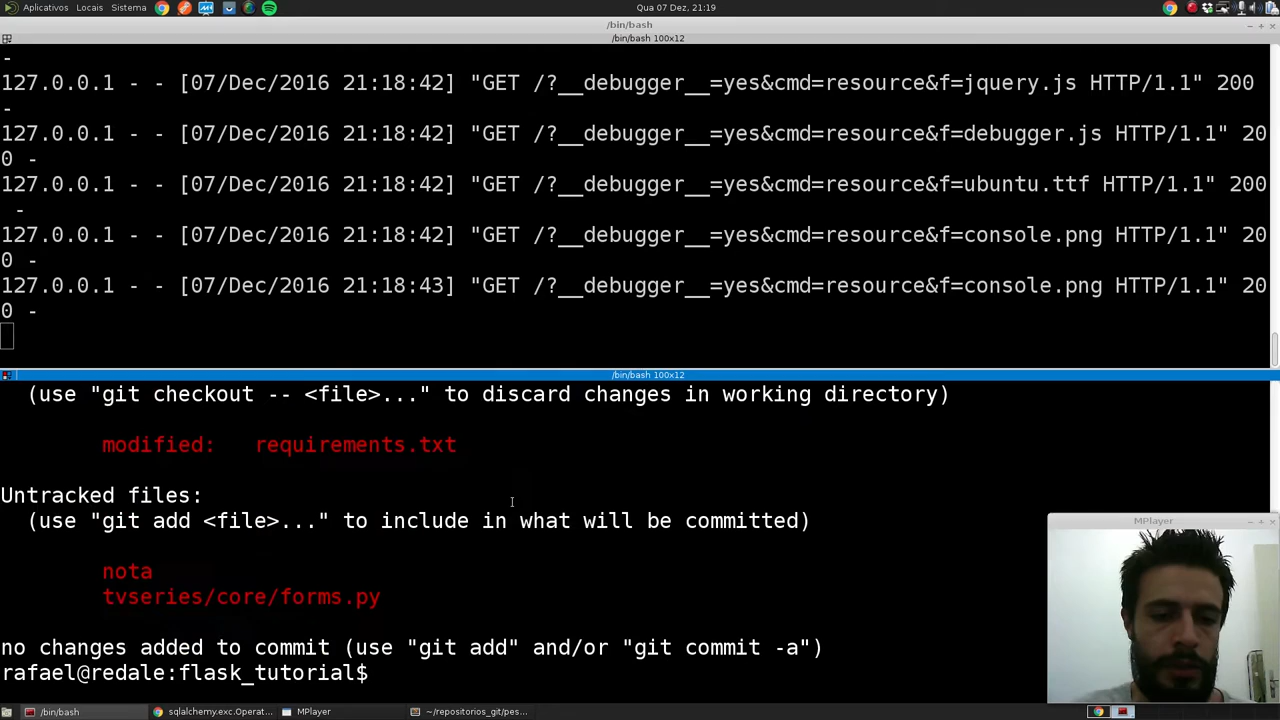 Aplicativos Locais Sistema Qua 07 Dez, 21:19
/bin/bash
/bin/bash 100x12
-
127.0.0.1 - - [07/Dec/2016 21:18:42] "GET /?__debugger__=yes&cmd=resource&f=jquery.js HTTP/1.1" 200
-
127.0.0.1 - - [07/Dec/2016 21:18:42] "GET /?__debugger__=yes&cmd=resource&f=debugger.js HTTP/1.1" 20
0 -
127.0.0.1 - - [07/Dec/2016 21:18:42] "GET /?__debugger__=yes&cmd=resource&f=ubuntu.ttf HTTP/1.1" 200
-
127.0.0.1 - - [07/Dec/2016 21:18:42] "GET /?__debugger__=yes&cmd=resource&f=console.png HTTP/1.1" 20
0 -
127.0.0.1 - - [07/Dec/2016 21:18:43] "GET /?__debugger__=yes&cmd=resource&f=console.png HTTP/1.1" 20
0 -
/bin/bash 100x12
(use "git checkout -- <file>..." to discard changes in working directory)
modified: requirements.txt
Untracked files:
(use "git add <file>..." to include in what will be committed)
nota
tvseries/core/forms.py
no changes added to commit (use "git add" and/or "git commit -a")
rafael@redale:flask_tutorial$
MPlayer
/bin/bash sqlalchemy.exc.Operat... MPlayer ~/repositorios_git/pes...